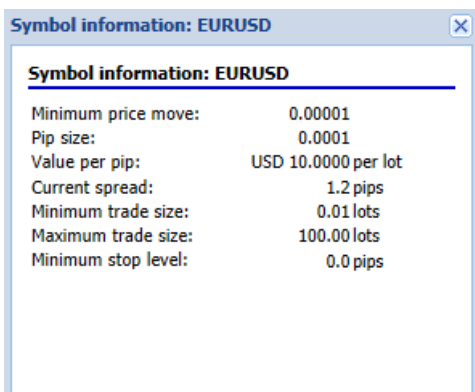 Symbol information: EURUSD
Symbol information: EURUSD
Minimum price move: 0.00001
Pip size: 0.0001
Value per pip: USD 10.0000 per lot
Current spread: 1.2 pips
Minimum trade size: 0.01 lots
Maximum trade size: 100.00 lots
Minimum stop level: 0.0 pips